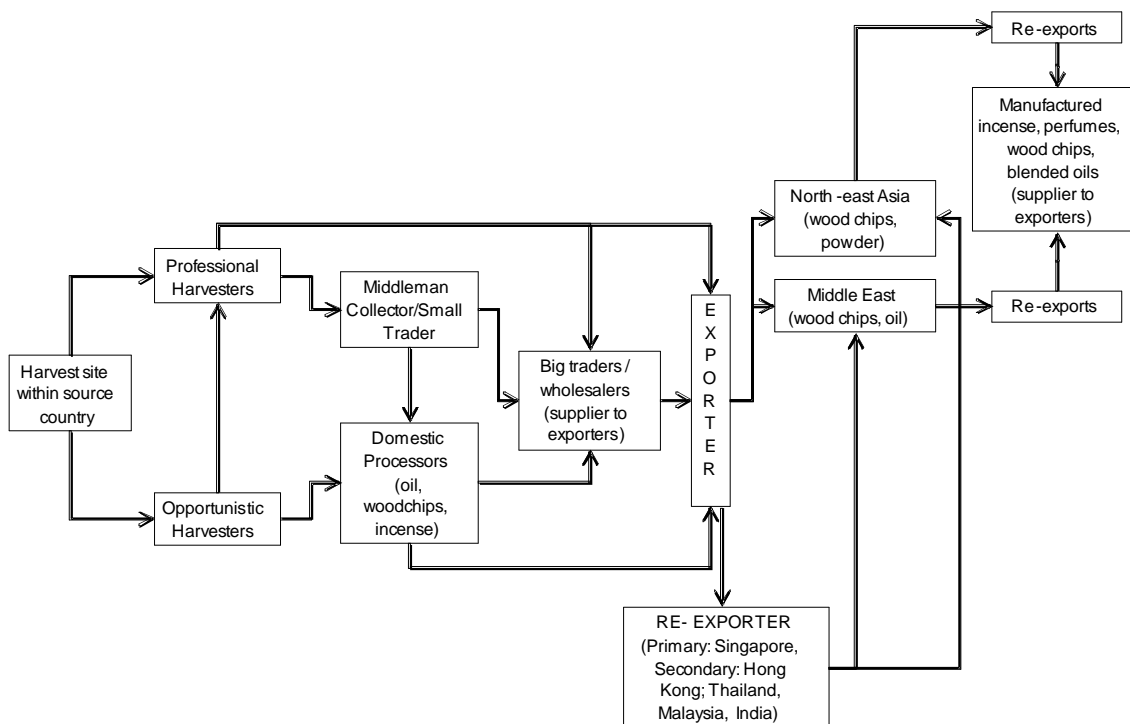 Harvest site
within source
country
Professional
Harvesters
Opportunistic
Harvesters
Middleman
Collector/Small
Trader
Domestic
Processors
(oil,
woodchips,
incense)
Big traders /
wholesalers
(supplier to
exporters)
E
X
P
O
R
T
E
R
RE- EXPORTER
(Primary: Singapore,
Secondary: Hong
Kong; Thailand,
Malaysia, India)
North -east Asia
(wood chips,
powder)
Middle East
(wood chips, oil)
Re -exports
Manufactured
incense, perfumes,
wood chips,
blended oils
(supplier to
exporters)
Re-exports